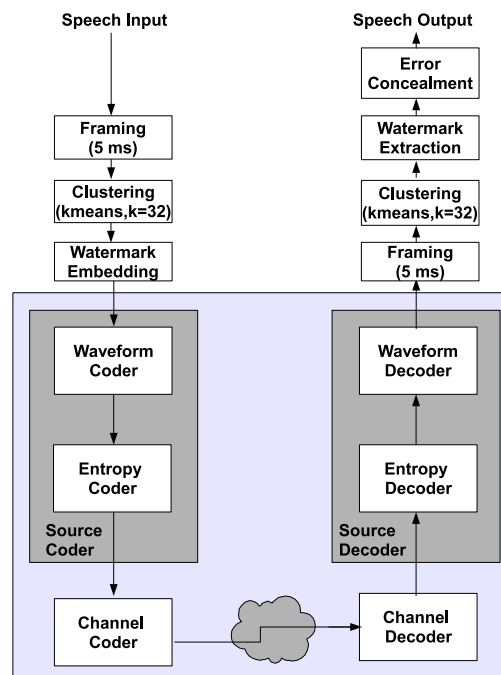 Speech Input
Framing
(5 ms)
Clustering
(kmeans,k=32)
Watermark
Embedding
Waveform
Coder
Entropy
Coder
Source
Coder
Channel
Coder
Speech Output
Error
Concealment
Watermark
Extraction
Clustering
(kmeans,k=32)
Framing
(5 ms)
Waveform
Decoder
Entropy
Decoder
Source
Decoder
Channel
Decoder